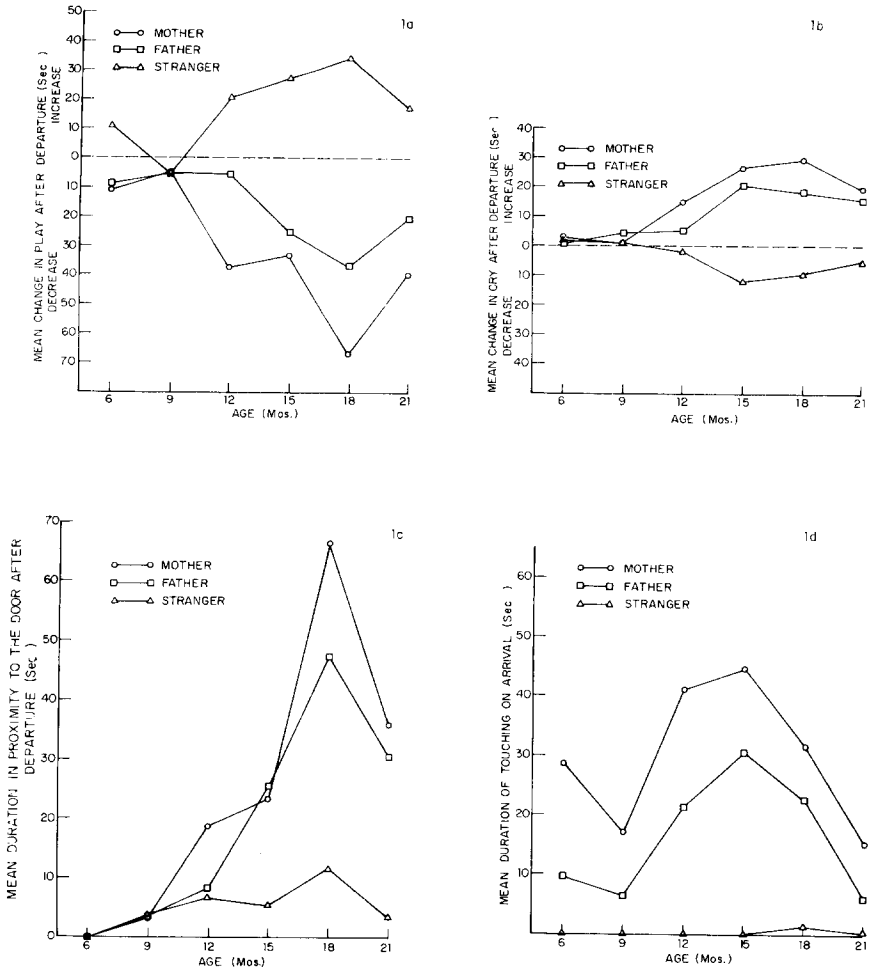 1a
50
40
30
20
10
0
10
20
30
40
50
60
70
MEAN CHANGE IN PLAY AFTER DEPARTURE (Sec )
DECREASE INCREASE
MOTHER
FATHER
STRANGER
6 9 12 15 18 21
AGE (Mos.)
1b
40
30
20
10
0
10
20
30
40
MEAN CHANGE IN CRY AFTER DEPARTURE (Sec )
DECREASE INCREASE
MOTHER
FATHER
STRANGER
6 9 12 15 18 21
AGE (Mos.)
1c
70
60
50
40
30
20
10
0
MEAN DURATION IN PROXIMITY TO THE DOOR AFTER
DEPARTURE (Sec )
MOTHER
FATHER
STRANGER
6 9 12 15 18 21
AGE (Mos.)
1d
60
50
40
30
20
10
MEAN DURATION OF TOUCHING ON ARRIVAL (Sec )
MOTHER
FATHER
STRANGER
6 9 12 15 18 21
AGE (Mos.)